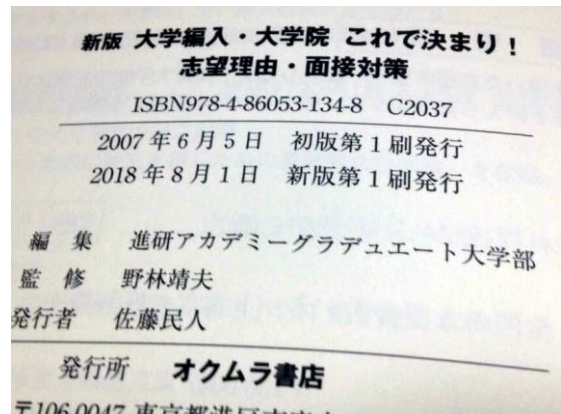 新版 大学編入・大学院 これで決まり！
志望理由・面接対策
ISBN978-4-86053-134-8 C2037
2007年6月5日 初版第1刷発行
2018年8月1日 新版第1刷発行
編集 進研アカデミーグラデュエート大学部
監修 野林靖夫
発行者 佐藤民人
発行所 オクムラ書店
〒106-0047 東京都港区